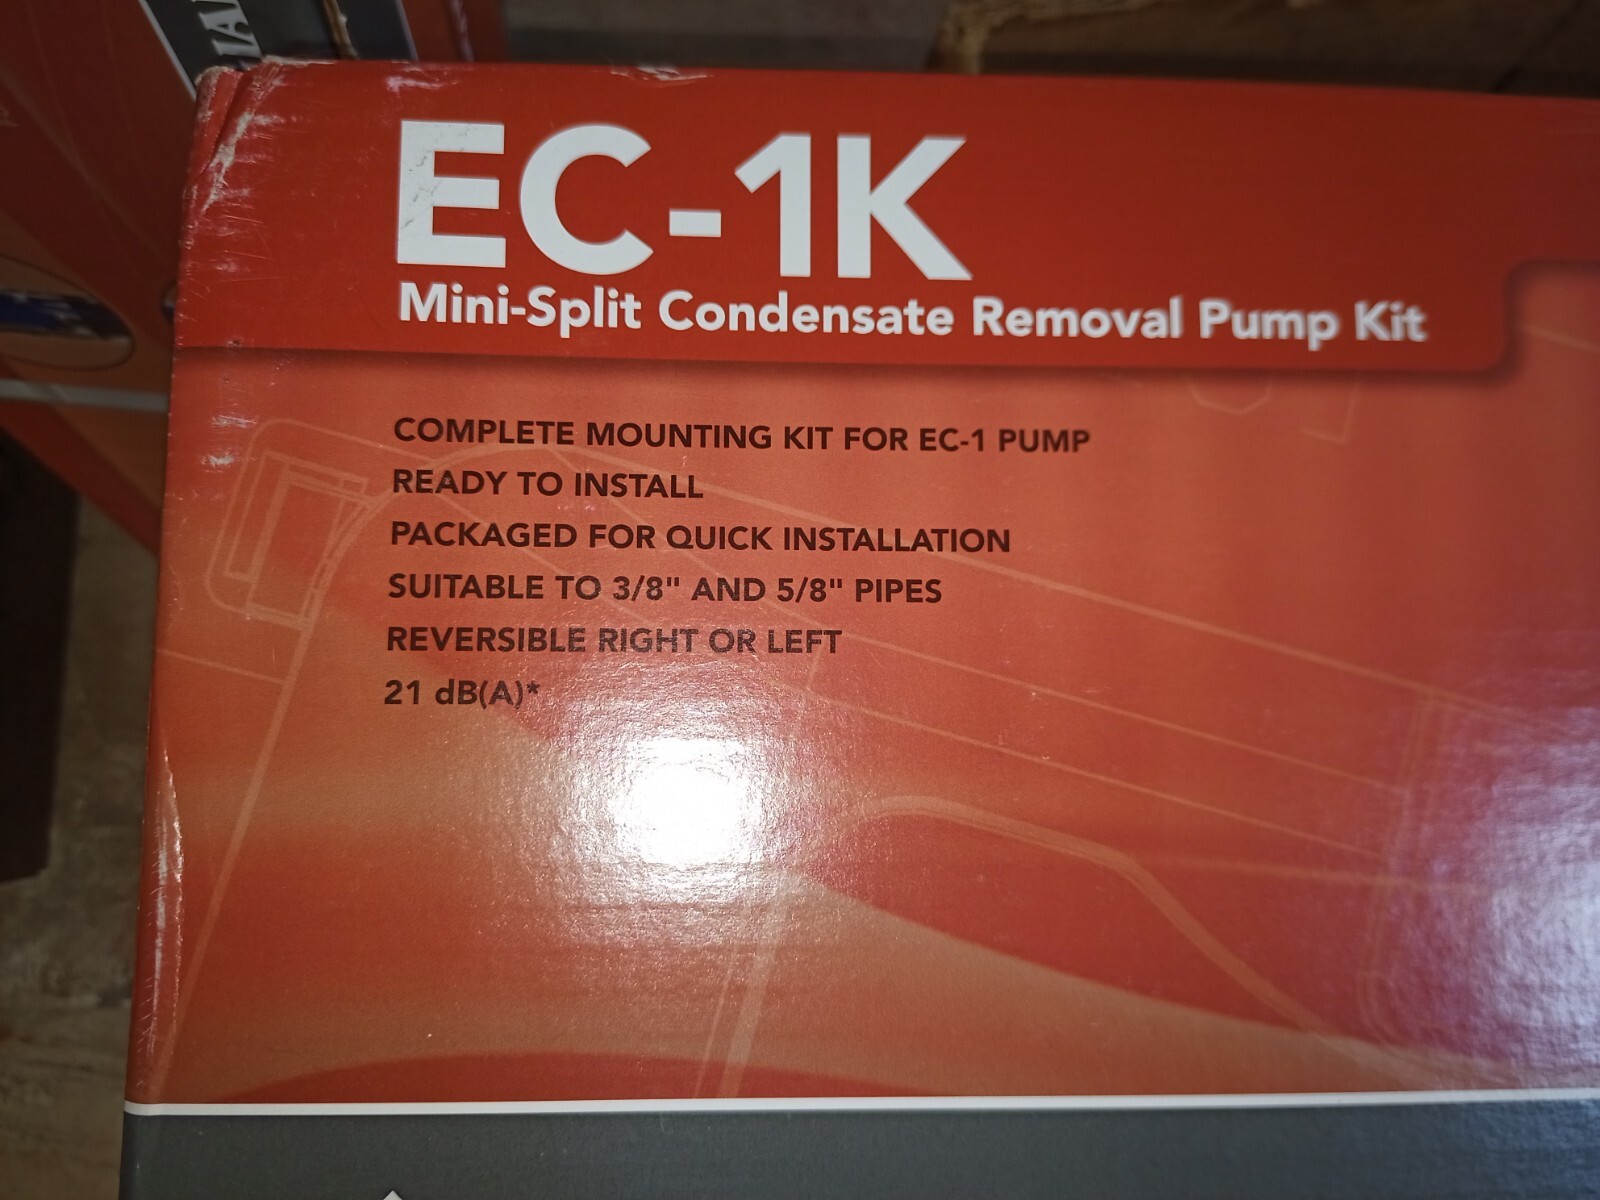 EC-1K
Mini-Split Condensate Removal Pump Kit
COMPLETE MOUNTING KIT FOR EC-1 PUMP
READY TO INSTALL
PACKAGED FOR QUICK INSTALLATION
SUITABLE TO 3/8" AND 5/8" PIPES
REVERSIBLE RIGHT OR LEFT
21 dB(A)*